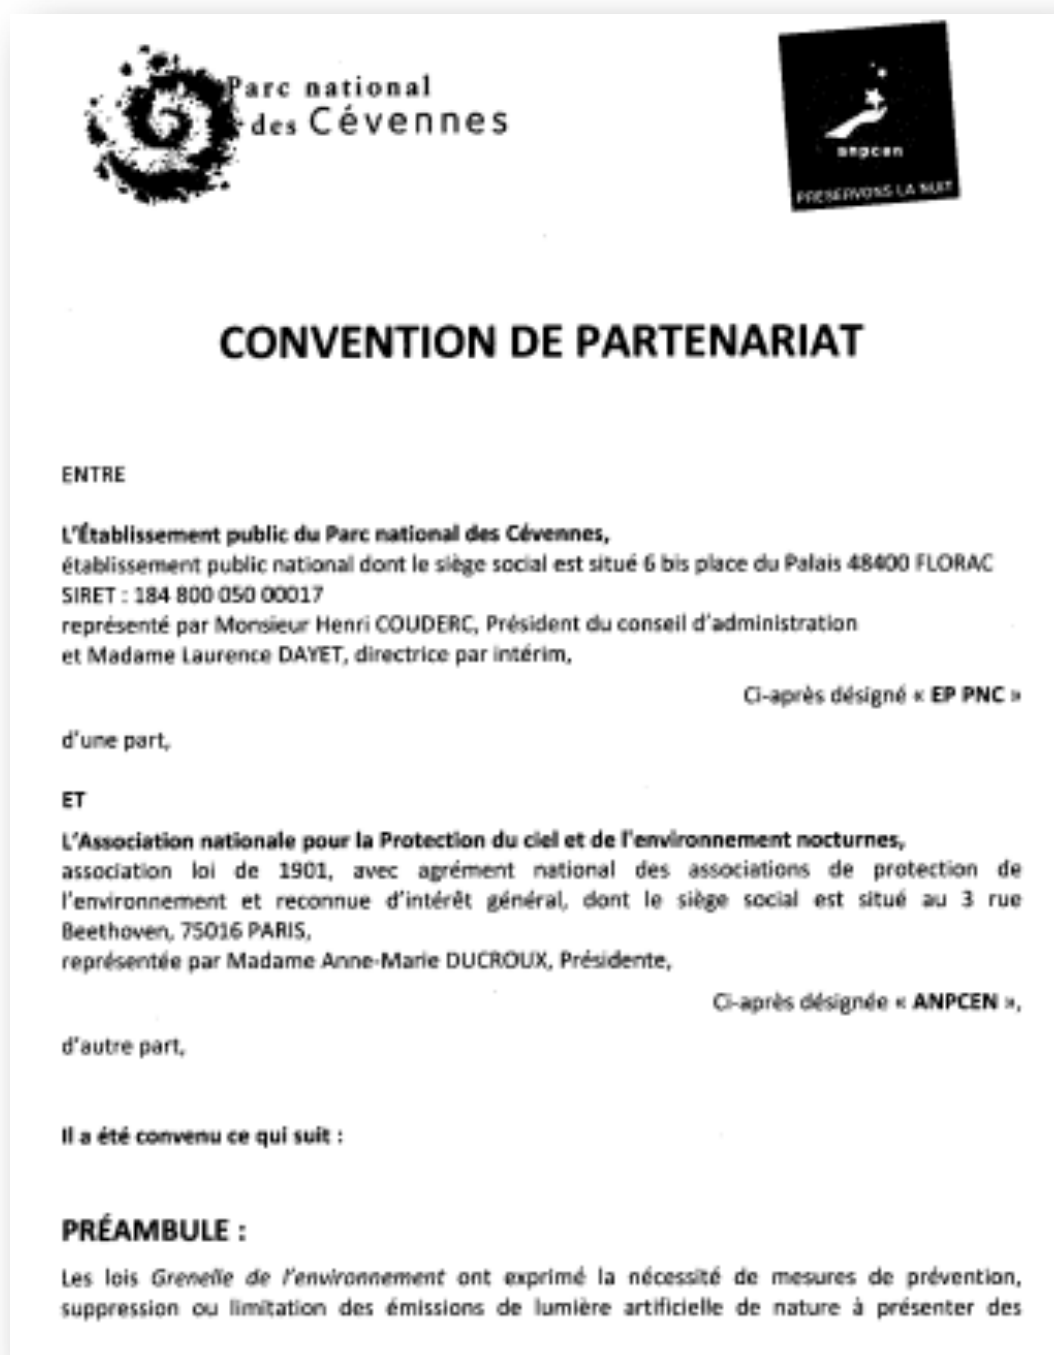 Parc national
des Cévennes
anpcen
PRESERVONS LA NUIT
CONVENTION DE PARTENARIAT
ENTRE
L'Établissement public du Parc national des Cévennes,
établissement public national dont le siège social est situé 6 bis place du Palais 48400 FLORAC
SIRET : 184 800 050 00017
représenté par Monsieur Henri COUDERC, Président du conseil d'administration
et Madame Laurence DAYET, directrice par intérim,
Ci-après désigné « EP PNC »
d'une part,
ET
L'Association nationale pour la Protection du ciel et de l'environnement nocturnes,
association loi de 1901, avec agrément national des associations de protection de
l'environnement et reconnue d'intérêt général, dont le siège social est situé au 3 rue
Beethoven, 75016 PARIS,
représentée par Madame Anne-Marie DUCROUX, Présidente,
Ci-après désignée « ANPCEN »,
d'autre part,
Il a été convenu ce qui suit :
PRÉAMBULE :
Les lois Grenelle de l'environnement ont exprimé la nécessité de mesures de prévention,
suppression ou limitation des émissions de lumière artificielle de nature à présenter des